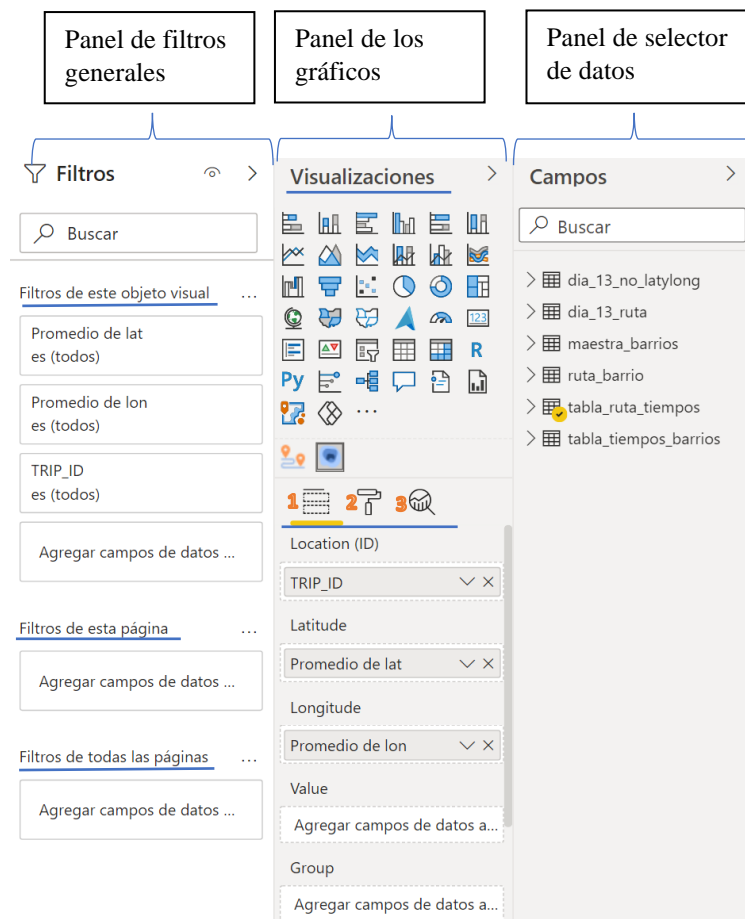 Panel de filtros
generales
Panel de los
gráficos
Panel de selector
de datos
Filtros
Buscar
Filtros de este objeto visual ...
Promedio de lat
es (todos)
Promedio de lon
es (todos)
TRIP_ID
es (todos)
Agregar campos de datos ...
Filtros de esta página ...
Agregar campos de datos ...
Filtros de todas las páginas ...
Agregar campos de datos ...
Visualizaciones
123
R
Py
...
1 2 3
Location (ID)
TRIP_ID
Latitude
Promedio de lat
Longitude
Promedio de lon
Value
Agregar campos de datos a...
Group
Agregar campos de datos a...
Campos
Buscar
dia_13_no_latylong
dia_13_ruta
maestra_barrios
ruta_barrio
tabla_ruta_tiempos
tabla_tiempos_barrios